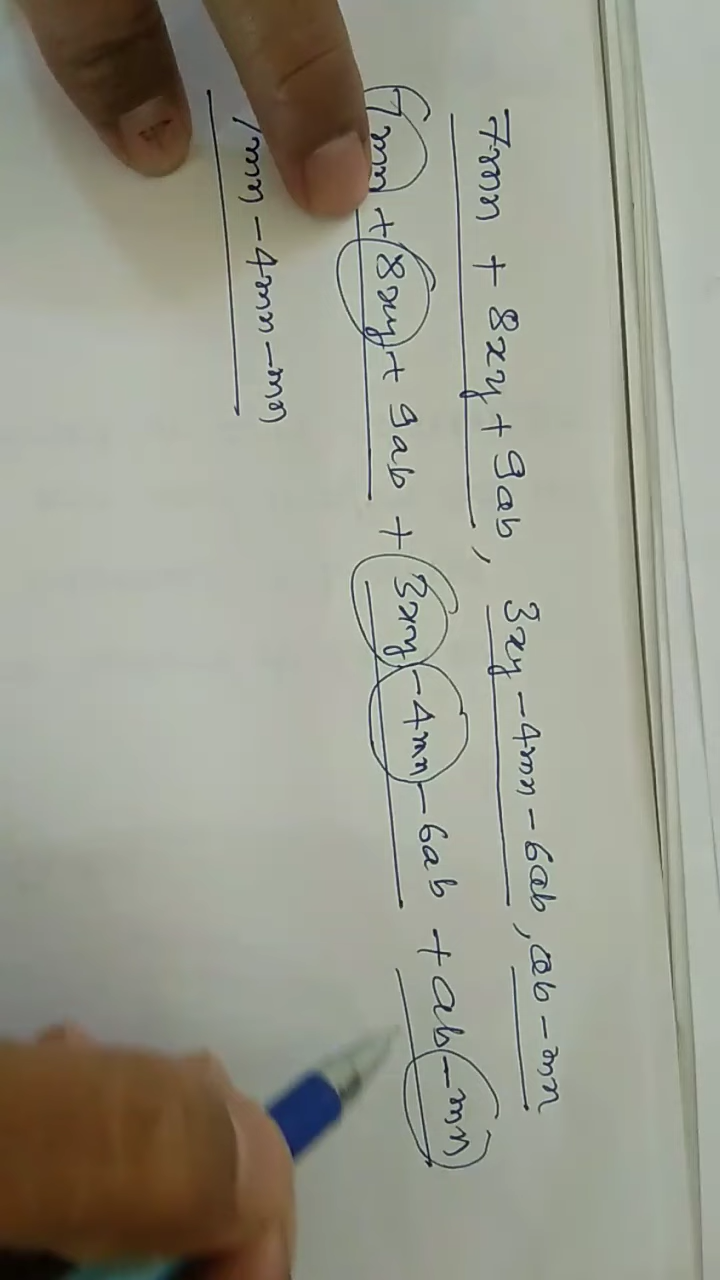 7mn + 8xy + 9ab, 3xy - 4mn - 6ab, ab - mn
7mn + 8xy + 9ab + 3xy - 4mn - 6ab + ab - mn
7mn - 4mn - mn